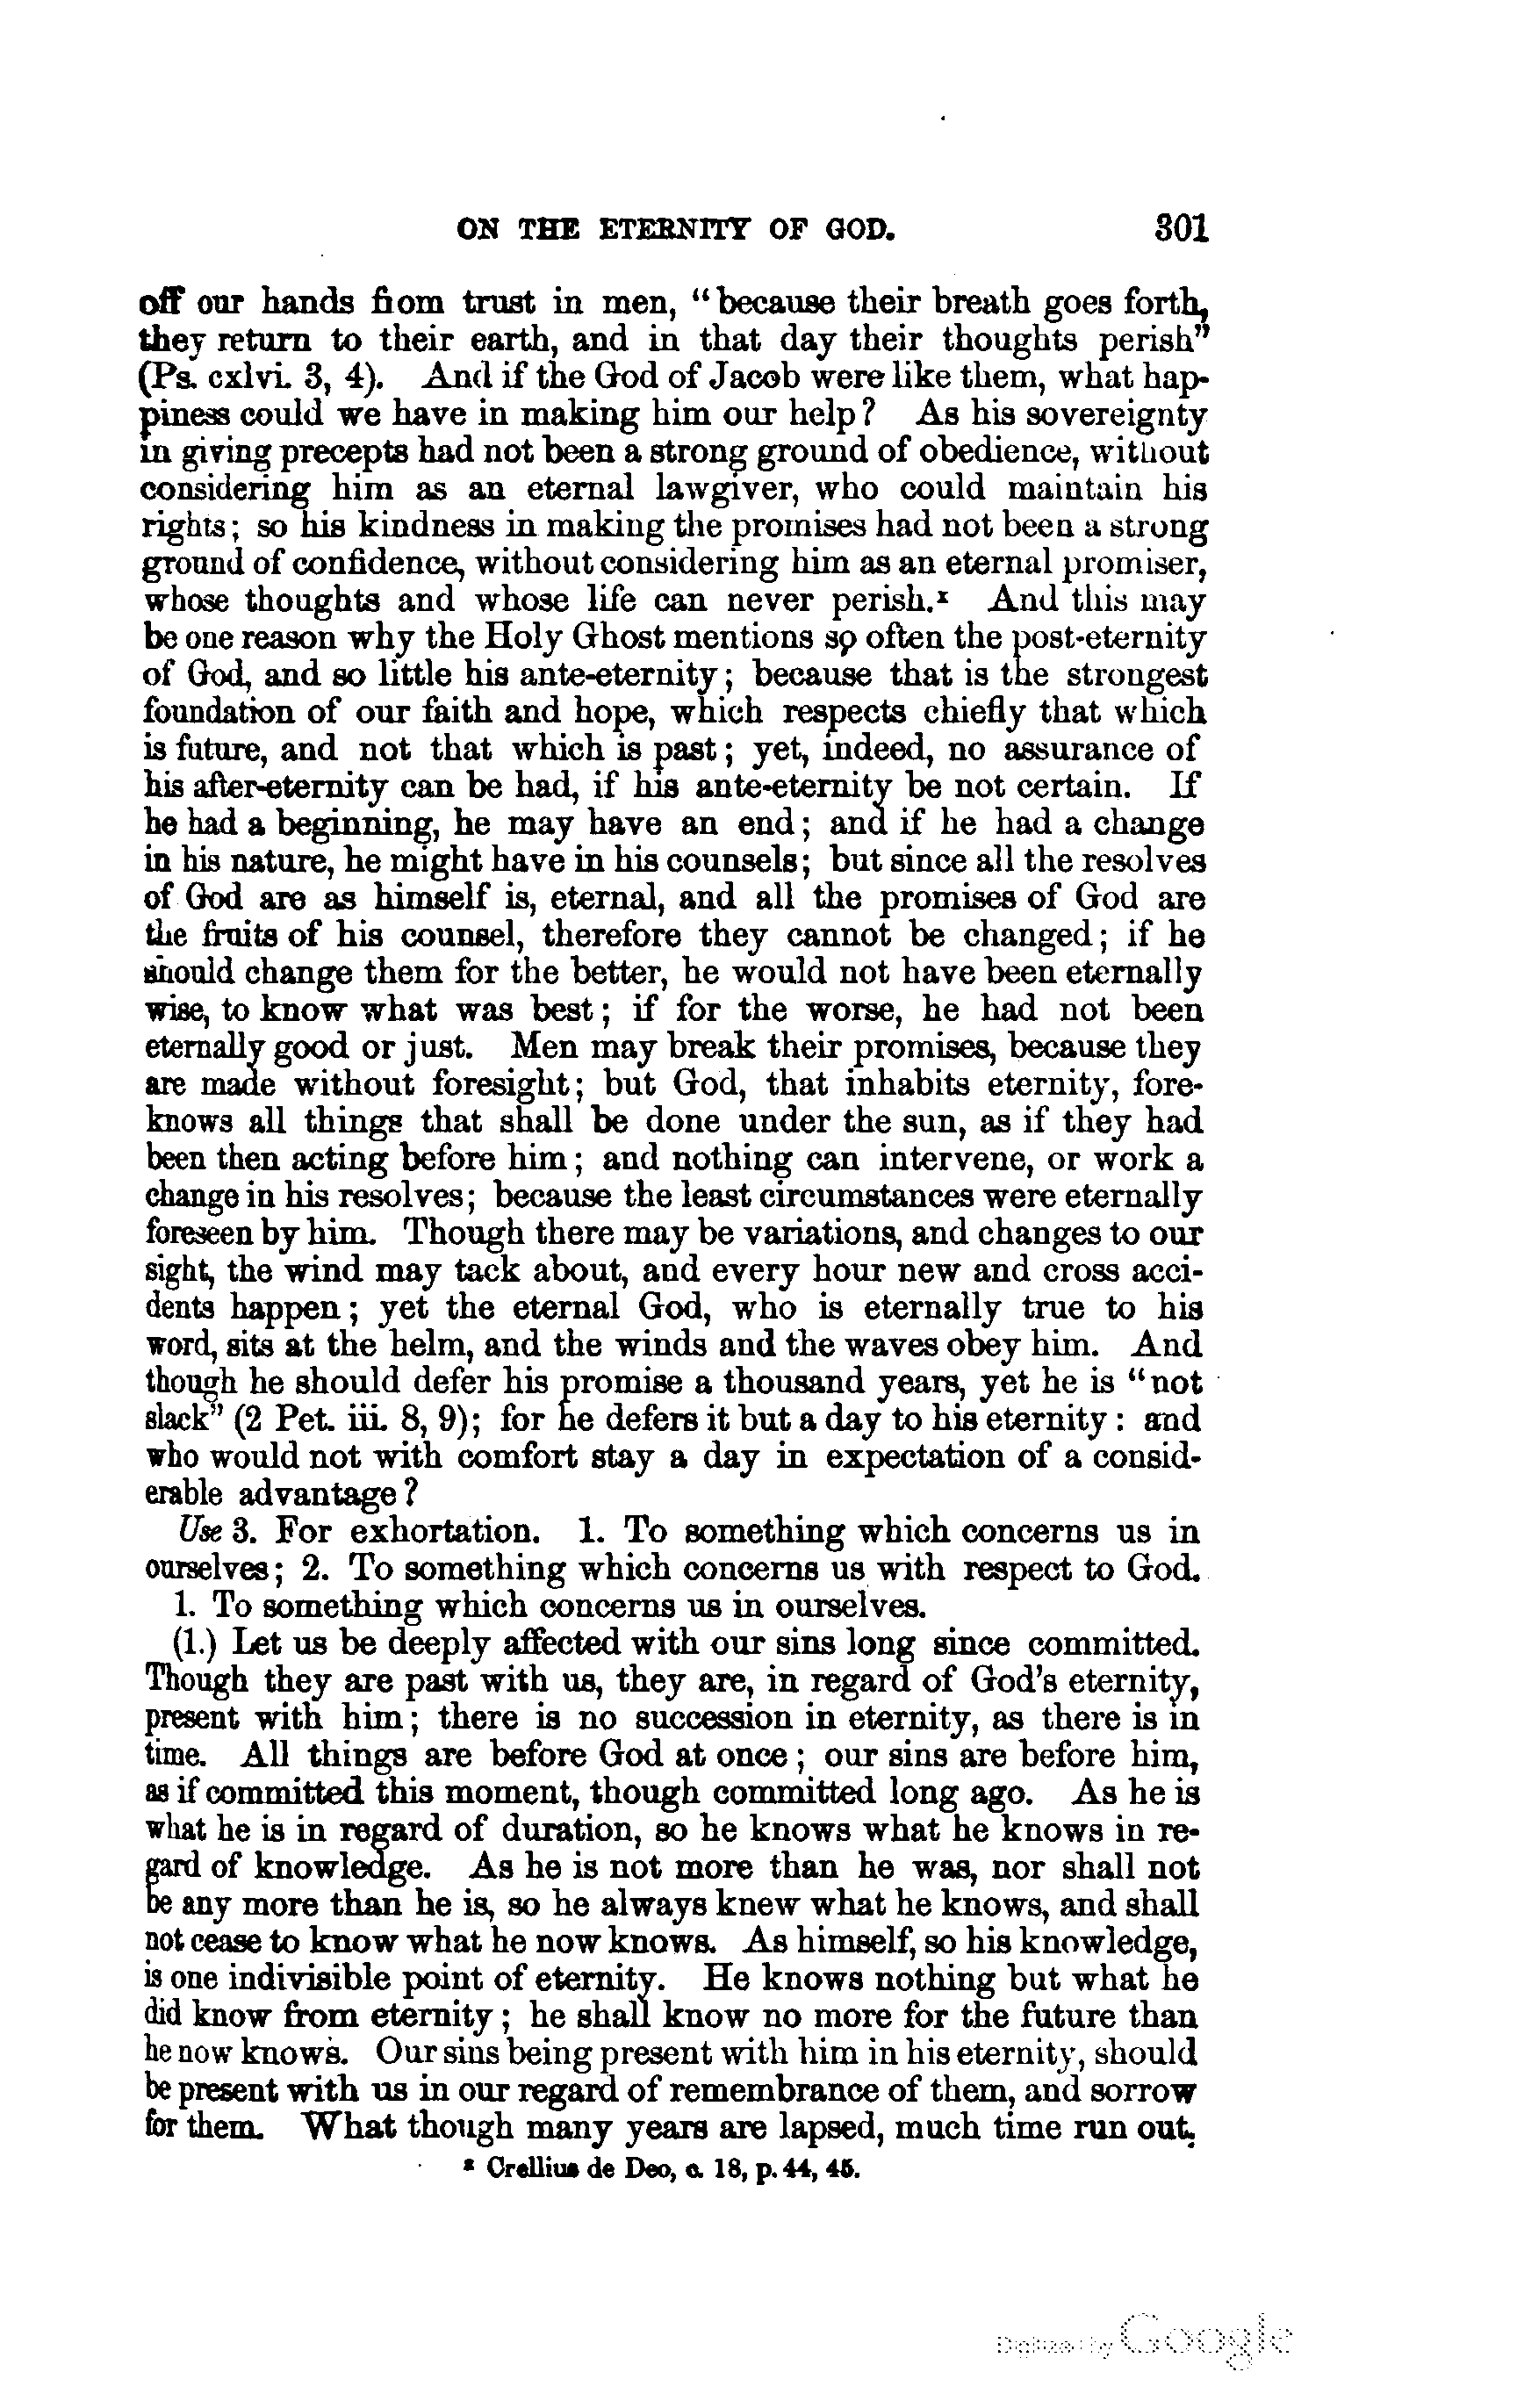 ON THE ETERNITY OF GOD. 301
off our hands fiom trust in men, "because their breath goes forth,
they return to their earth, and in that day their thoughts perish"
(Ps. cxlvi. 3, 4). And if the God of Jacob were like them, what hap-
piness could we have in making him our help? As his sovereignty
in giving precepts had not been a strong ground of obedience, without
considering him as an eternal lawgiver, who could maintain his
rights; so his kindness in making the promises had not been a strong
ground of confidence, without considering him as an eternal promiser,
whose thoughts and whose life can never perish.x And this may
be one reason why the Holy Ghost mentions so often the post-eternity
of God, and so little his ante-eternity; because that is the strongest
foundation of our faith and hope, which respects chiefly that which
is future, and not that which is past; yet, indeed, no assurance of
his after-eternity can be had, if his ante-eternity be not certain. If
he had a beginning, he may have an end; and if he had a change
in his nature, he might have in his counsels; but since all the resolves
of God are as himself is, eternal, and all the promises of God are
the fruits of his counsel, therefore they cannot be changed; if he
should change them for the better, he would not have been eternally
wise, to know what was best; if for the worse, he had not been
eternally good or just. Men may break their promises, because they
are made without foresight; but God, that inhabits eternity, fore-
knows all things that shall be done under the sun, as if they had
been then acting before him; and nothing can intervene, or work a
change in his resolves; because the least circumstances were eternally
foreseen by him. Though there may be variations, and changes to our
sight, the wind may tack about, and every hour new and cross acci-
dents happen; yet the eternal God, who is eternally true to his
word, sits at the helm, and the winds and the waves obey him. And
though he should defer his promise a thousand years, yet he is "not
slack" (2 Pet. iii. 8, 9); for he defers it but a day to his eternity: and
who would not with comfort stay a day in expectation of a consid-
erable advantage?
Use 3. For exhortation. 1. To something which concerns us in
ourselves; 2. To something which concerns us with respect to God.
1. To something which concerns us in ourselves.
(1.) Let us be deeply affected with our sins long since committed.
Though they are past with us, they are, in regard of God's eternity,
present with him; there is no succession in eternity, as there is in
time. All things are before God at once; our sins are before him,
as if committed this moment, though committed long ago. As he is
what he is in regard of duration, so he knows what he knows in re-
gard of knowledge. As he is not more than he was, nor shall not
be any more than he is, so he always knew what he knows, and shall
not cease to know what he now knows. As himself, so his knowledge,
is one indivisible point of eternity. He knows nothing but what he
did know from eternity; he shall know no more for the future than
he now knows. Our sins being present with him in his eternity, should
be present with us in our regard of remembrance of them, and sorrow
for them. What though many years are lapsed, much time run out,
x Crellius de Deo, c. 18, p. 44, 45.
Digitized by Google